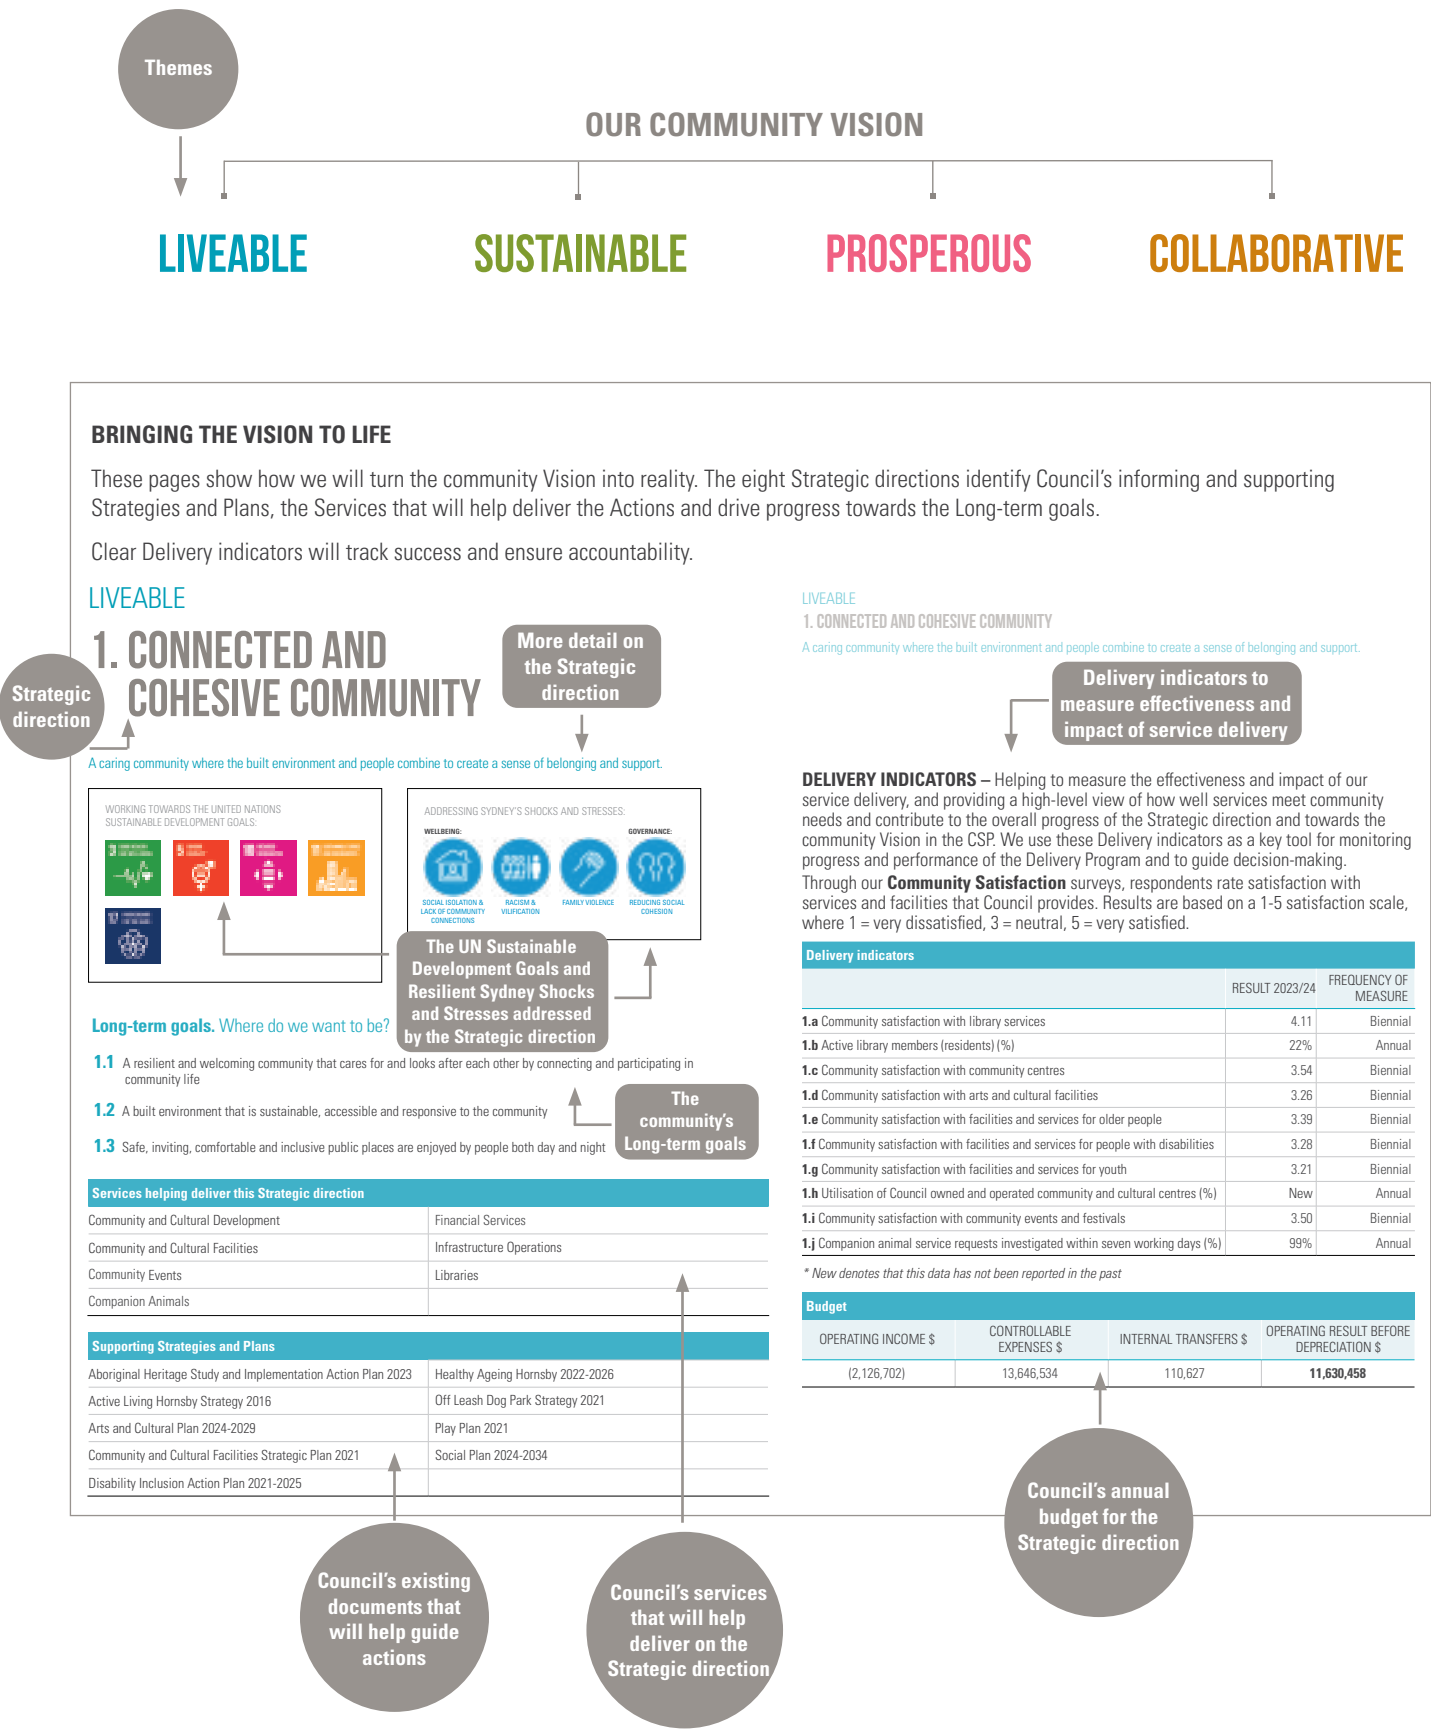 Themes
OUR COMMUNITY VISION
LIVEABLE
SUSTAINABLE
PROSPEROUS
COLLABORATIVE
BRINGING THE VISION TO LIFE
These pages show how we will turn the community Vision into reality. The eight Strategic directions identify Council's informing and supporting
Strategies and Plans, the Services that will help deliver the Actions and drive progress towards the Long-term goals.
Clear Delivery indicators will track success and ensure accountability.
LIVEABLE
1. CONNECTED AND
COHESIVE COMMUNITY
Strategic
direction
More detail on
the Strategic
direction
A caring community where the built environment and people combine to create a sense of belonging and support.
WORKING TOWARDS THE UNITED NATIONS
SUSTAINABLE DEVELOPMENT GOALS:
ADDRESSING SYDNEY'S SHOCKS AND STRESSES:
WELLBEING:
GOVERNANCE:
SOCIAL ISOLATION &
LACK OF COMMUNITY
CONNECTIONS
RACISM &
VILIFICATION
FAMILY VIOLENCE
REDUCING SOCIAL
COHESION
The UN Sustainable
Development Goals and
Resilient Sydney Shocks
and Stresses addressed
by the Strategic direction
Long-term goals. Where do we want to be?
1.1 A resilient and welcoming community that cares for and looks after each other by connecting and participating in
community life
1.2 A built environment that is sustainable, accessible and responsive to the community
1.3 Safe, inviting, comfortable and inclusive public places are enjoyed by people both day and night
The
community's
Long-term goals
Services helping deliver this Strategic direction
Community and Cultural Development Financial Services
Community and Cultural Facilities Infrastructure Operations
Community Events Libraries
Companion Animals
Supporting Strategies and Plans
Aboriginal Heritage Study and Implementation Action Plan 2023 Healthy Ageing Hornsby 2022-2026
Active Living Hornsby Strategy 2016 Off Leash Dog Park Strategy 2021
Arts and Cultural Plan 2024-2029 Play Plan 2021
Community and Cultural Facilities Strategic Plan 2021 Social Plan 2024-2034
Disability Inclusion Action Plan 2021-2025
LIVEABLE
1. CONNECTED AND COHESIVE COMMUNITY
A caring community where the built environment and people combine to create a sense of belonging and support.
Delivery indicators to
measure effectiveness and
impact of service delivery
DELIVERY INDICATORS – Helping to measure the effectiveness and impact of our
service delivery, and providing a high-level view of how well services meet community
needs and contribute to the overall progress of the Strategic direction and towards the
community Vision in the CSP. We use these Delivery indicators as a key tool for monitoring
progress and performance of the Delivery Program and to guide decision-making.
Through our Community Satisfaction surveys, respondents rate satisfaction with
services and facilities that Council provides. Results are based on a 1-5 satisfaction scale,
where 1 = very dissatisfied, 3 = neutral, 5 = very satisfied.
Delivery indicators
RESULT 2023/24 FREQUENCY OF
MEASURE
1.a Community satisfaction with library services 4.11 Biennial
1.b Active library members (residents) (%) 22% Annual
1.c Community satisfaction with community centres 3.54 Biennial
1.d Community satisfaction with arts and cultural facilities 3.26 Biennial
1.e Community satisfaction with facilities and services for older people 3.39 Biennial
1.f Community satisfaction with facilities and services for people with disabilities 3.28 Biennial
1.g Community satisfaction with facilities and services for youth 3.21 Biennial
1.h Utilisation of Council owned and operated community and cultural centres (%) New Annual
1.i Community satisfaction with community events and festivals 3.50 Biennial
1.j Companion animal service requests investigated within seven working days (%) 99% Annual
* New denotes that this data has not been reported in the past
Budget
OPERATING INCOME $ CONTROLLABLE
EXPENSES $ INTERNAL TRANSFERS $ OPERATING RESULT BEFORE
DEPRECIATION $
(2,126,702) 13,646,534 110,627 11,630,458
Council's existing
documents that
will help guide
actions
Council's services
that will help
deliver on the
Strategic direction
Council's annual
budget for the
Strategic direction